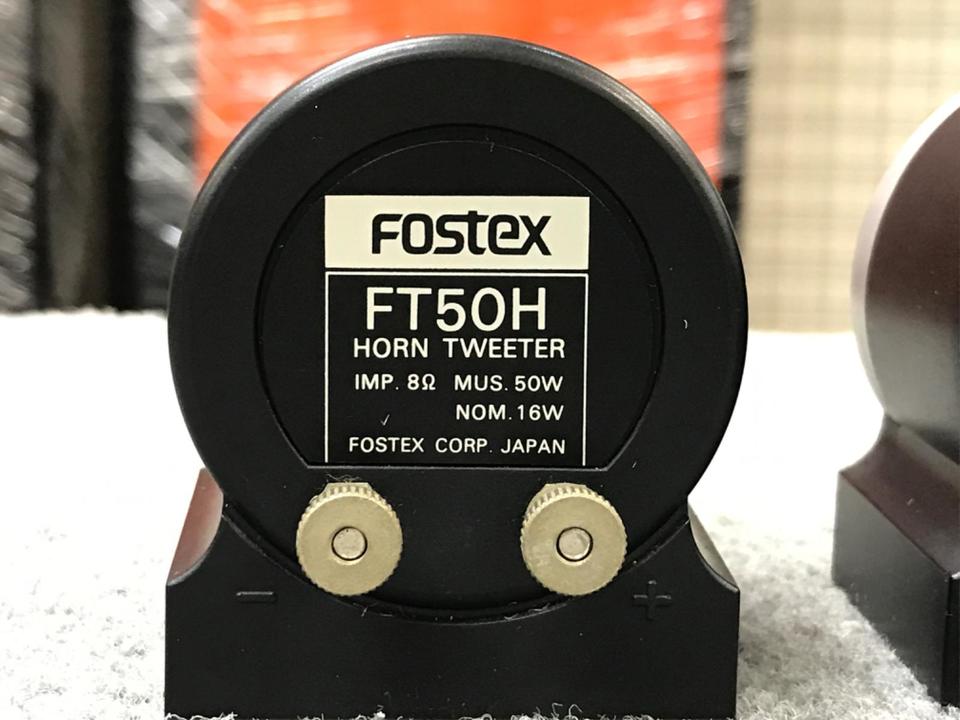 FOSTEX
FT50H
HORN TWEETER
IMP. 8Ω MUS. 50W
NOM. 16W
FOSTEX CORP. JAPAN
− +